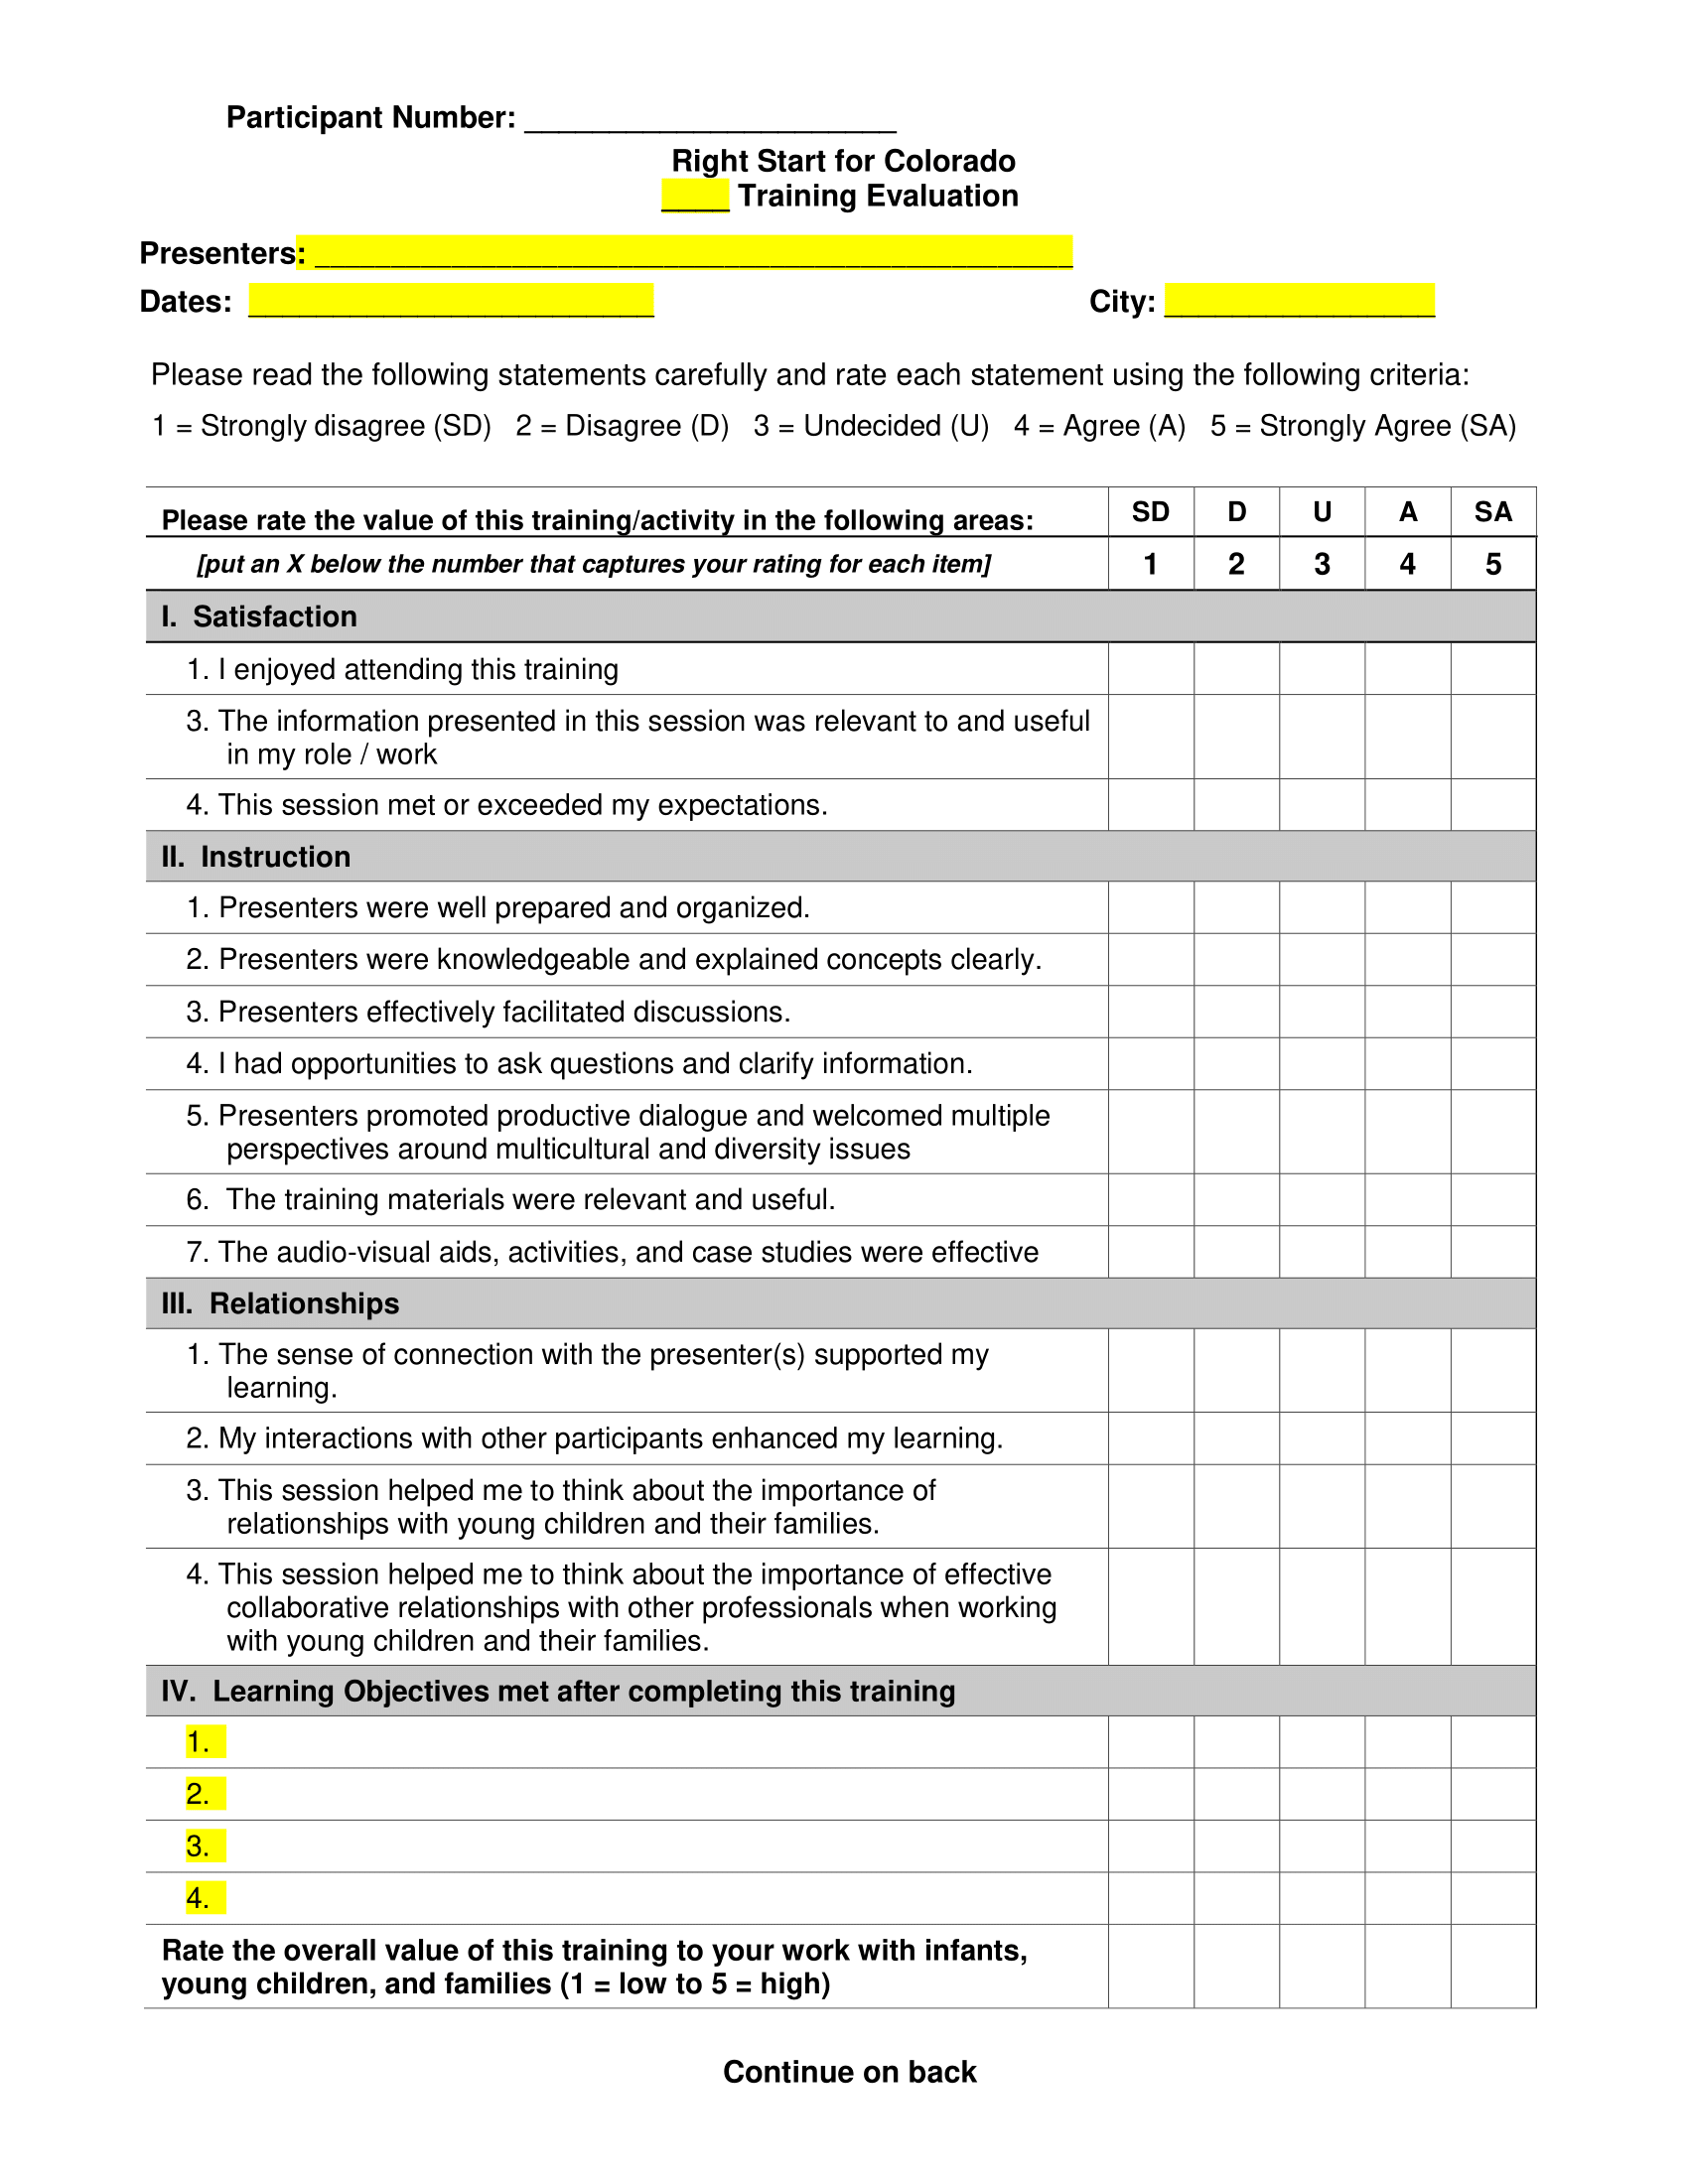 Participant Number: ______________________
Right Start for Colorado
____ Training Evaluation
Presenters: ______________________________________________
Dates: ________________________ City: ________________
Please read the following statements carefully and rate each statement using the following criteria:
1 = Strongly disagree (SD) 2 = Disagree (D) 3 = Undecided (U) 4 = Agree (A) 5 = Strongly Agree (SA)
Please rate the value of this training/activity in the following areas: SD D U A SA
[put an X below the number that captures your rating for each item] 1 2 3 4 5
I. Satisfaction
1. I enjoyed attending this training
3. The information presented in this session was relevant to and useful
in my role / work
4. This session met or exceeded my expectations.
II. Instruction
1. Presenters were well prepared and organized.
2. Presenters were knowledgeable and explained concepts clearly.
3. Presenters effectively facilitated discussions.
4. I had opportunities to ask questions and clarify information.
5. Presenters promoted productive dialogue and welcomed multiple
perspectives around multicultural and diversity issues
6. The training materials were relevant and useful.
7. The audio-visual aids, activities, and case studies were effective
III. Relationships
1. The sense of connection with the presenter(s) supported my
learning.
2. My interactions with other participants enhanced my learning.
3. This session helped me to think about the importance of
relationships with young children and their families.
4. This session helped me to think about the importance of effective
collaborative relationships with other professionals when working
with young children and their families.
IV. Learning Objectives met after completing this training
1.
2.
3.
4.
Rate the overall value of this training to your work with infants,
young children, and families (1 = low to 5 = high)
Continue on back